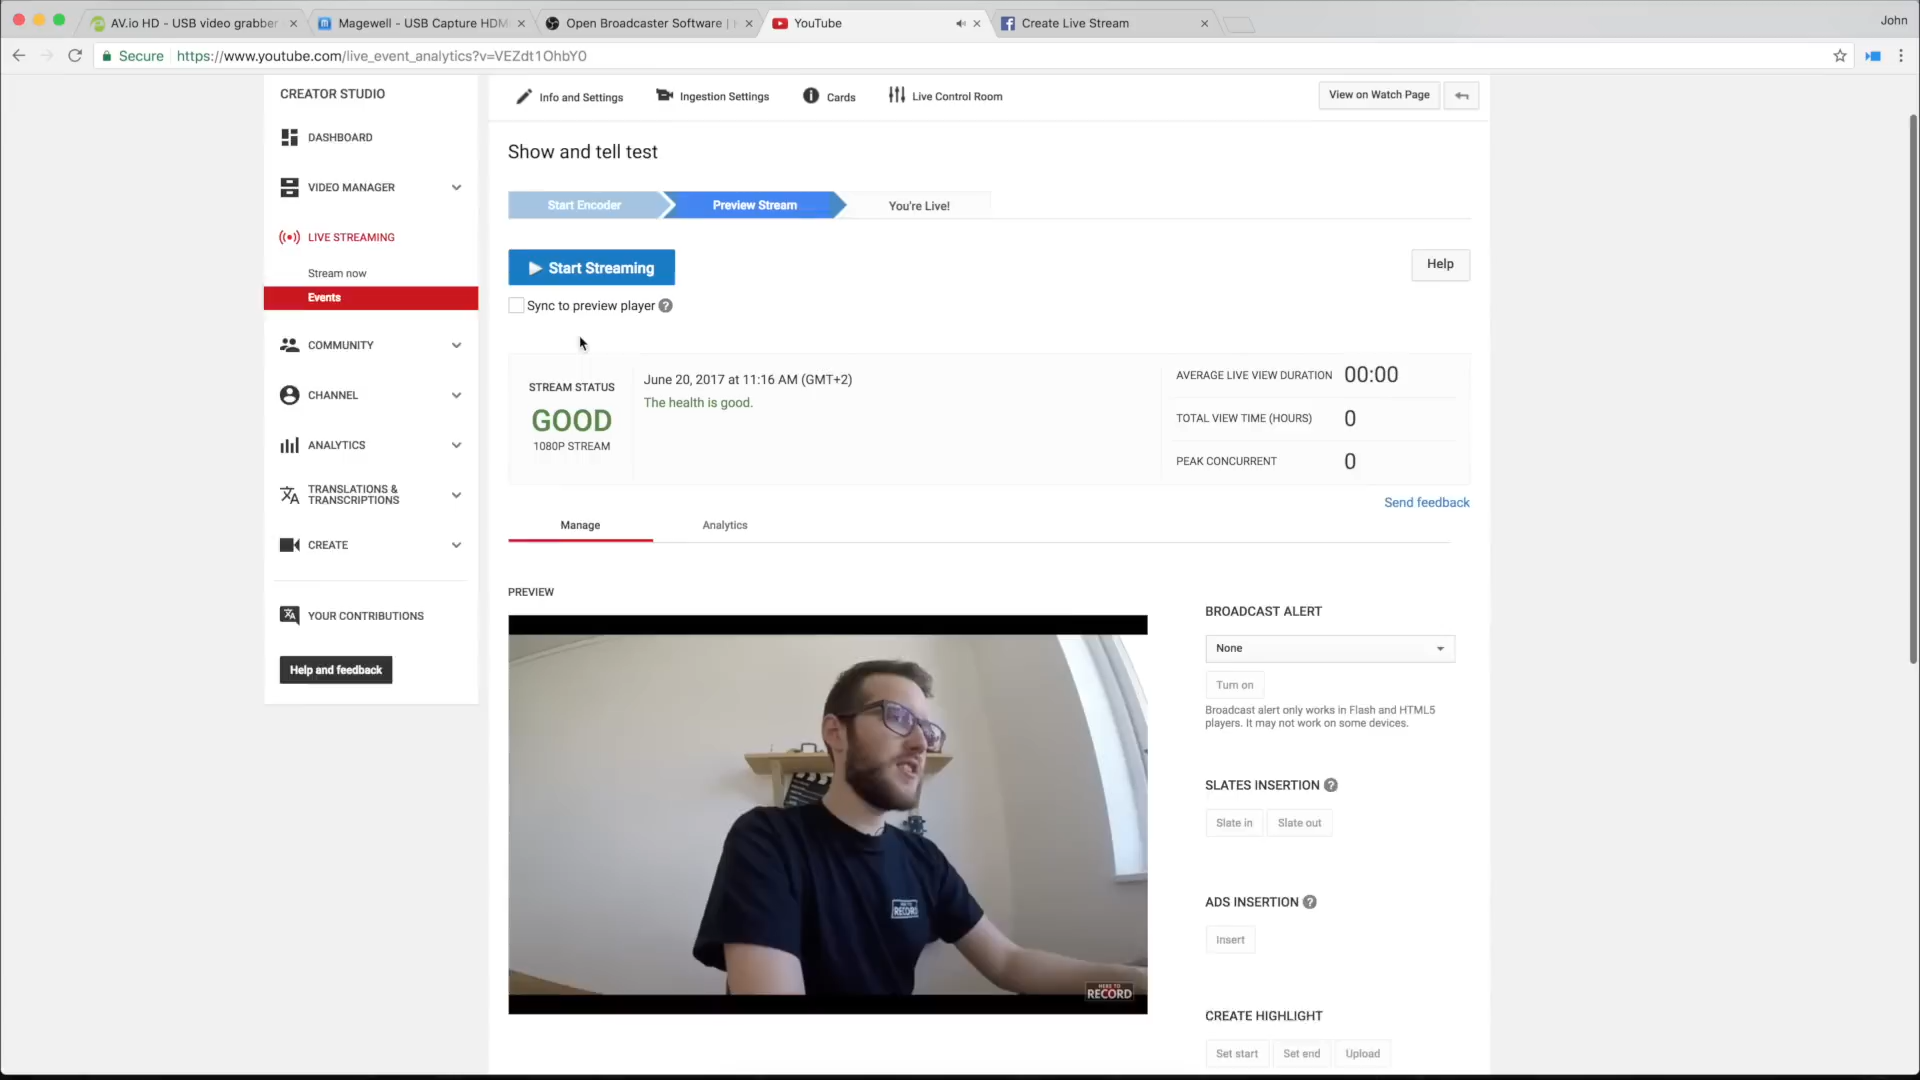 AV.io HD - USB video grabber
Magewell - USB Capture HDMI
Open Broadcaster Software |
YouTube
Create Live Stream
John
Secure
https://www.youtube.com/live_event_analytics?v=VEZdt1OhbY0
CREATOR STUDIO
DASHBOARD
VIDEO MANAGER
LIVE STREAMING
Stream now
Events
COMMUNITY
CHANNEL
ANALYTICS
TRANSLATIONS &
TRANSCRIPTIONS
CREATE
YOUR CONTRIBUTIONS
Help and feedback
Info and Settings
Ingestion Settings
Cards
Live Control Room
View on Watch Page
Show and tell test
Start Encoder
Preview Stream
You're Live!
Start Streaming
Help
Sync to preview player ?
STREAM STATUS
GOOD
1080P STREAM
June 20, 2017 at 11:16 AM (GMT+2)
The health is good.
AVERAGE LIVE VIEW DURATION 00:00
TOTAL VIEW TIME (HOURS) 0
PEAK CONCURRENT 0
Send feedback
Manage
Analytics
PREVIEW
RECORD
HERE TO
RECORD
BROADCAST ALERT
None
Turn on
Broadcast alert only works in Flash and HTML5
players. It may not work on some devices.
SLATES INSERTION ?
Slate in
Slate out
ADS INSERTION ?
Insert
CREATE HIGHLIGHT
Set start
Set end
Upload